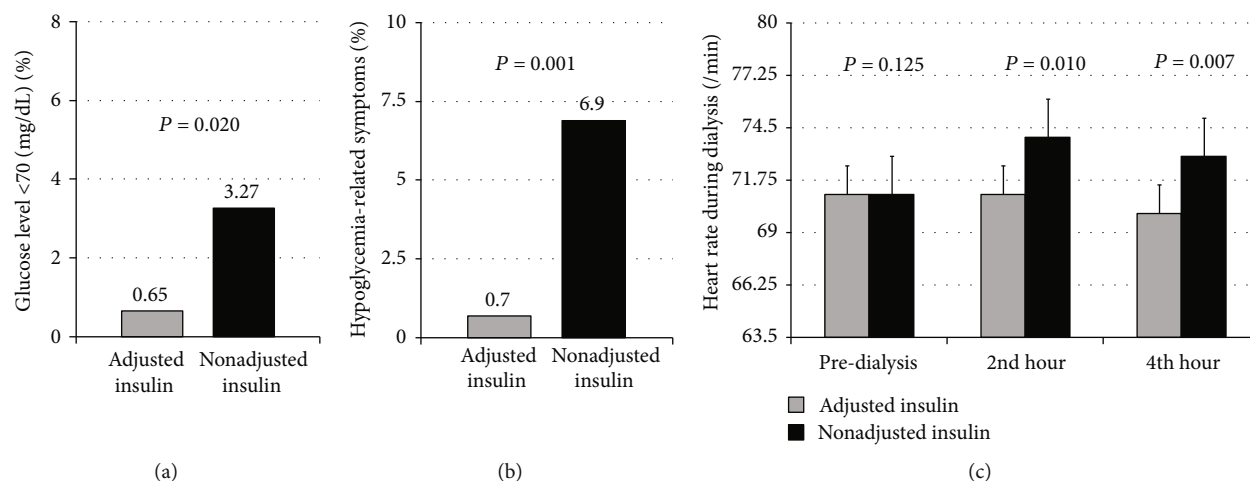 Glucose level <70 (mg/dL) (%)
8
6
4
2
0
P = 0.020
0.65
3.27
Adjusted
insulin
Nonadjusted
insulin
(a)
Hypoglycemia-related symptoms (%)
10
7.5
5
2.5
0
P = 0.001
0.7
6.9
Adjusted
insulin
Nonadjusted
insulin
(b)
Heart rate during dialysis (/min)
80
77.25
74.5
71.75
69
66.25
63.5
P = 0.125
P = 0.010
P = 0.007
Pre-dialysis
2nd hour
4th hour
Adjusted insulin
Nonadjusted insulin
(c)